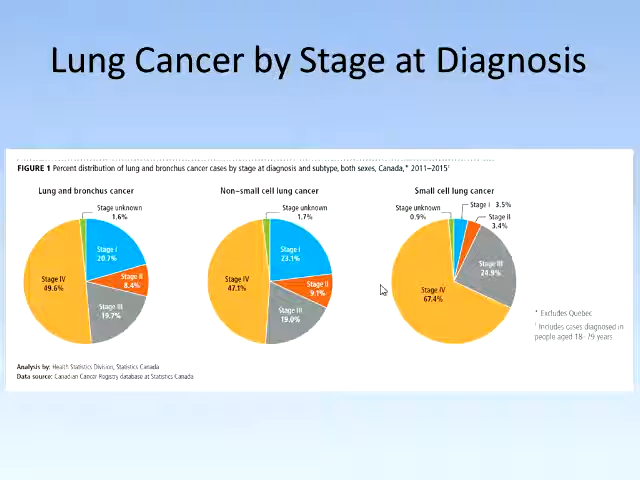 Lung Cancer by Stage at Diagnosis
FIGURE 1 Percent distribution of lung and bronchus cancer cases by stage at diagnosis and subtype, both sexes, Canada,* 2011–2015†
Lung and bronchus cancer
Stage unknown
1.6%
Stage I
20.7%
Stage II
8.4%
Stage III
19.7%
Stage IV
49.6%
Non–small cell lung cancer
Stage unknown
1.7%
Stage I
23.1%
Stage II
9.1%
Stage III
19.0%
Stage IV
47.1%
Small cell lung cancer
Stage unknown
0.9%
Stage I 3.5%
Stage II
3.4%
Stage III
24.9%
Stage IV
67.4%
* Excludes Quebec
† Includes cases diagnosed in
people aged 18–79 years
Analysis by: Health Statistics Division, Statistics Canada
Data source: Canadian Cancer Registry database at Statistics Canada